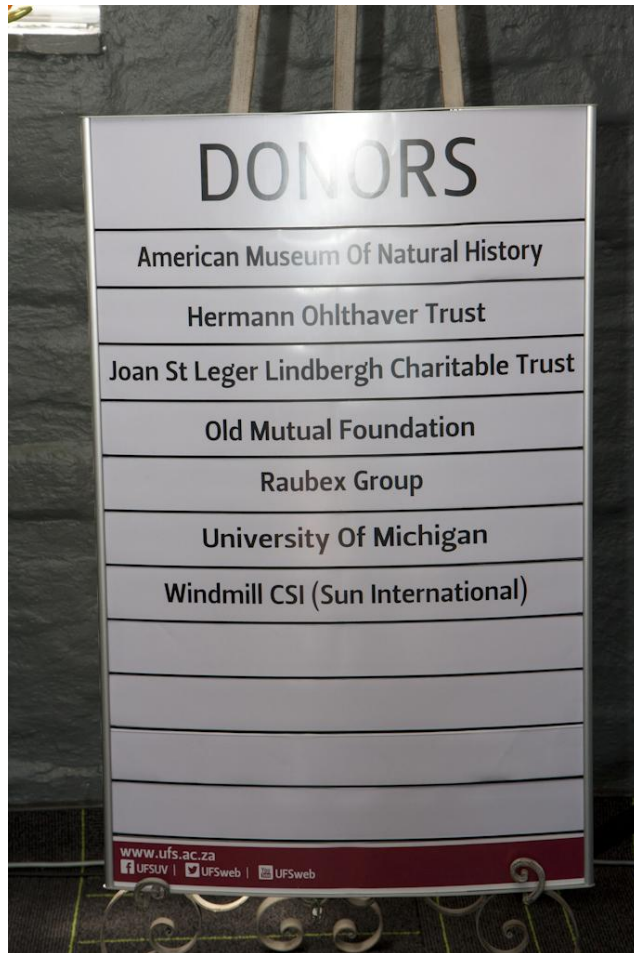 DONORS
American Museum Of Natural History
Hermann Ohlthaver Trust
Joan St Leger Lindbergh Charitable Trust
Old Mutual Foundation
Raubex Group
University Of Michigan
Windmill CSI (Sun International)
www.ufs.ac.za
UFSUV | UFSweb | UFSweb